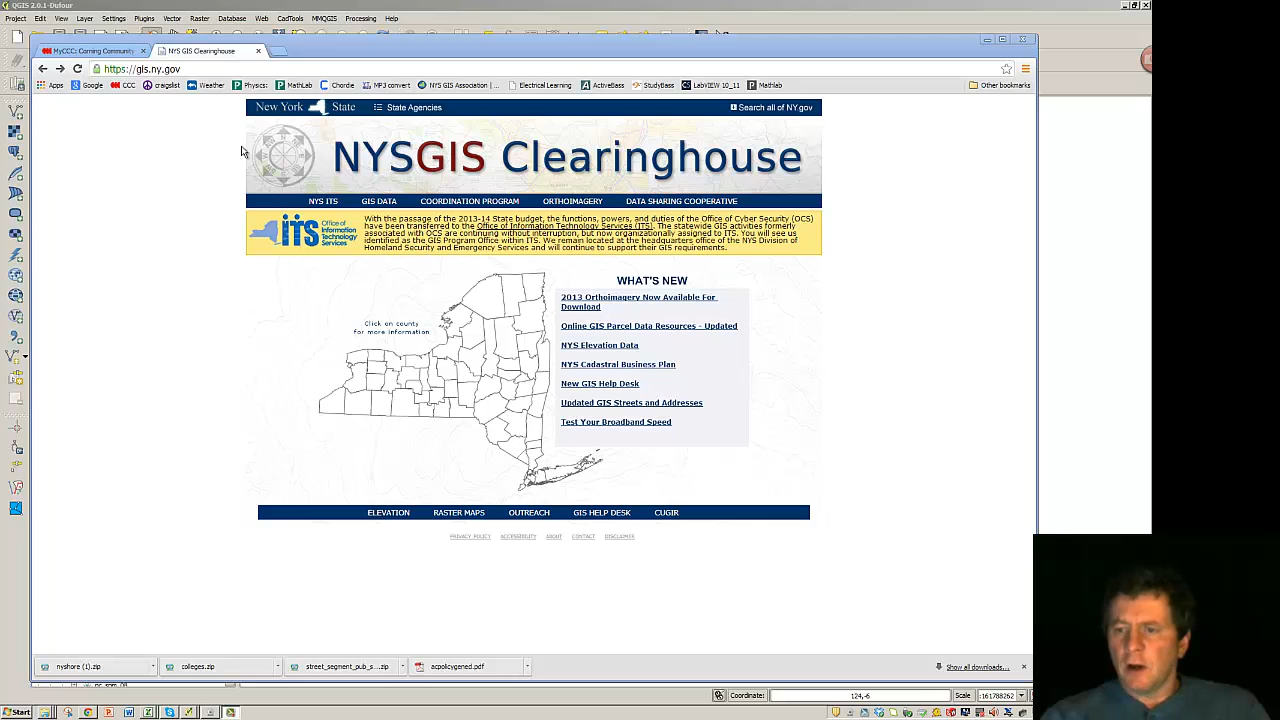 QGIS 2.0.1-Dufour
Project Edit View Layer Settings Plugins Vector Raster Database Web CadTools MMQGIS Processing Help
MyCCC: Corning Community
NYS GIS Clearinghouse
https://gis.ny.gov
Apps Google CCC craigslist Weather Physics: MathLab Chordie MP3 convert NYS GIS Association |... Electrical Learning ActiveBass StudyBass LabVIEW 10_11 Mathlab Other bookmarks
New York State State Agencies Search all of NY.gov
NYSGIS Clearinghouse
NYS ITS GIS DATA COORDINATION PROGRAM ORTHOIMAGERY DATA SHARING COOPERATIVE
ITS Office of Information Technology Services
With the passage of the 2013-14 State budget, the functions, powers, and duties of the Office of Cyber Security (OCS)
have been transferred to the Office of Information Technology Services (ITS). The statewide GIS activities formerly
associated with OCS are continuing without interruption, but now organizationally assigned to ITS. You will see us
identified as the GIS Program Office within ITS. We remain located at the headquarters office of the NYS Division of
Homeland Security and Emergency Services and will continue to support their GIS requirements.
Click on county
for more information.
WHAT'S NEW
2013 Orthoimagery Now Available For
Download
Online GIS Parcel Data Resources - Updated
NYS Elevation Data
NYS Cadastral Business Plan
New GIS Help Desk
Updated GIS Streets and Addresses
Test Your Broadband Speed
ELEVATION RASTER MAPS OUTREACH GIS HELP DESK CUGIR
PRIVACY POLICY ACCESSIBILITY ABOUT CONTACT DISCLAIMER
nyshore (1).zip colleges.zip street_segment_pub_s....zip acpolicygened.pdf Show all downloads...
Coordinate: 124,-6 Scale :161788262
Start